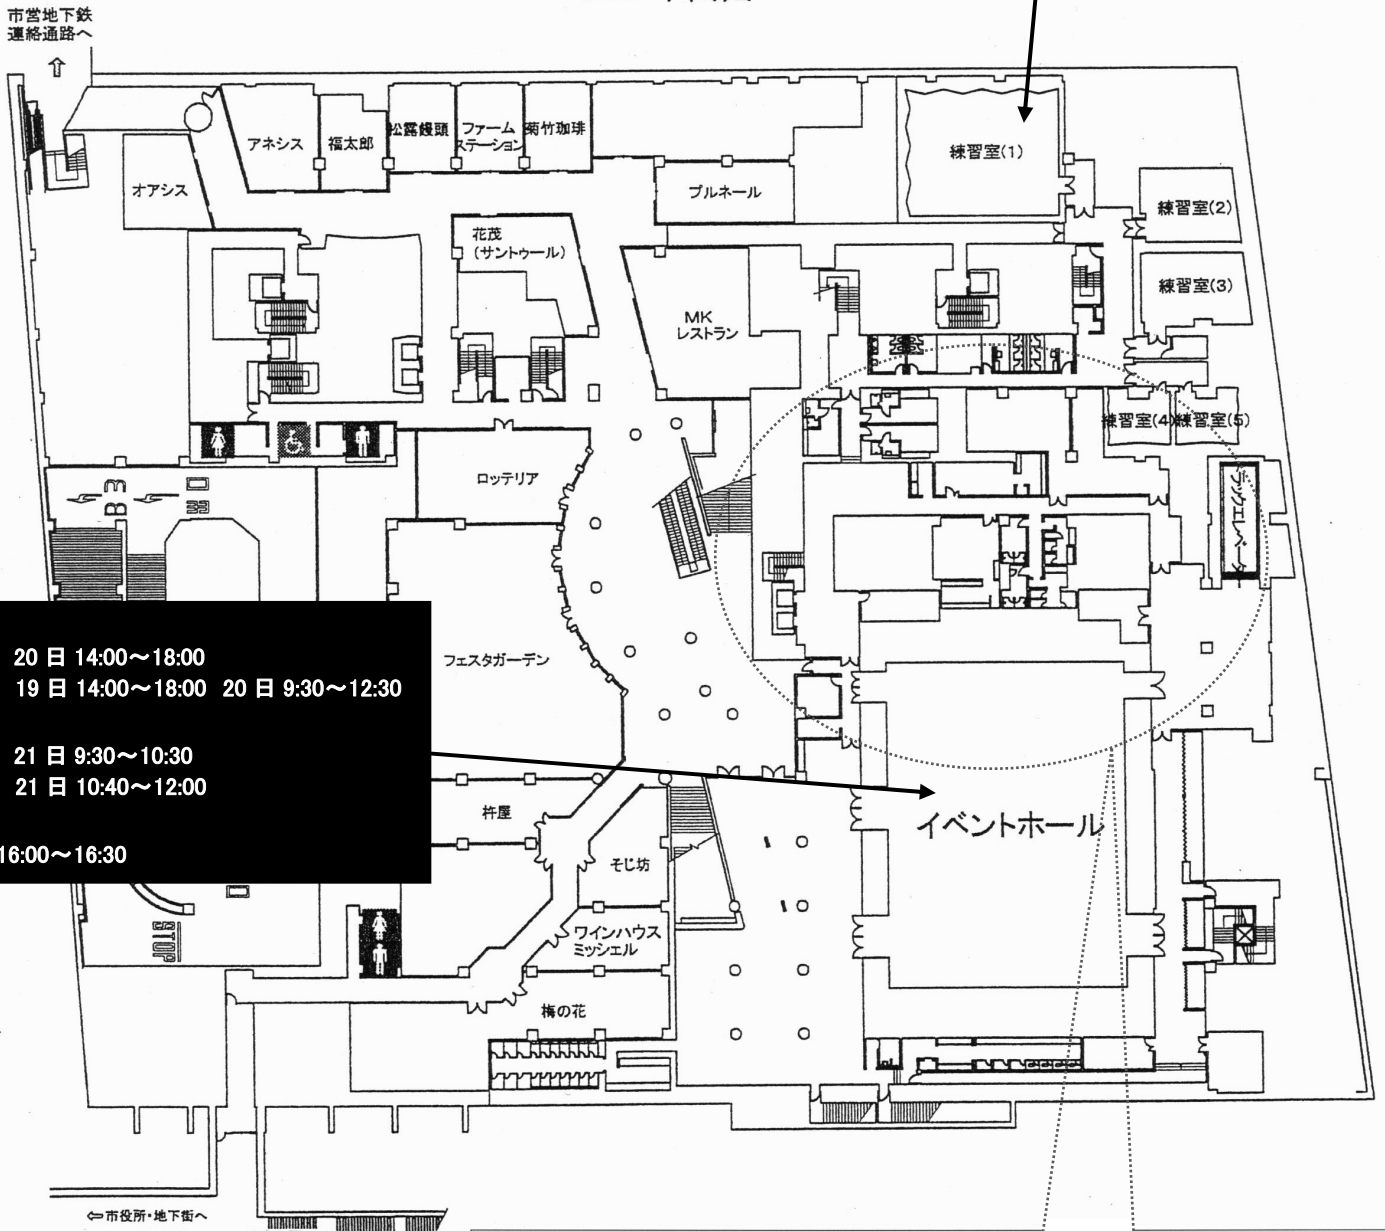 市営地下鉄
連絡通路へ
アネシス
福太郎
松露饅頭
ファーム
ステーション
菊竹珈琲
オアシス
プルネール
練習室(1)
練習室(2)
練習室(3)
花茂
(サントゥール)
MK
レストラン
練習室(4)
練習室(5)
ロッテリア
20 日 14:00～18:00
19 日 14:00～18:00 20 日 9:30～12:30
21 日 9:30～10:30
21 日 10:40～12:00
16:00～16:30
フェスタガーデン
杵屋
そじ坊
イベントホール
ワインハウス
ミッシェル
梅の花
STOP
⇦市役所・地下街へ